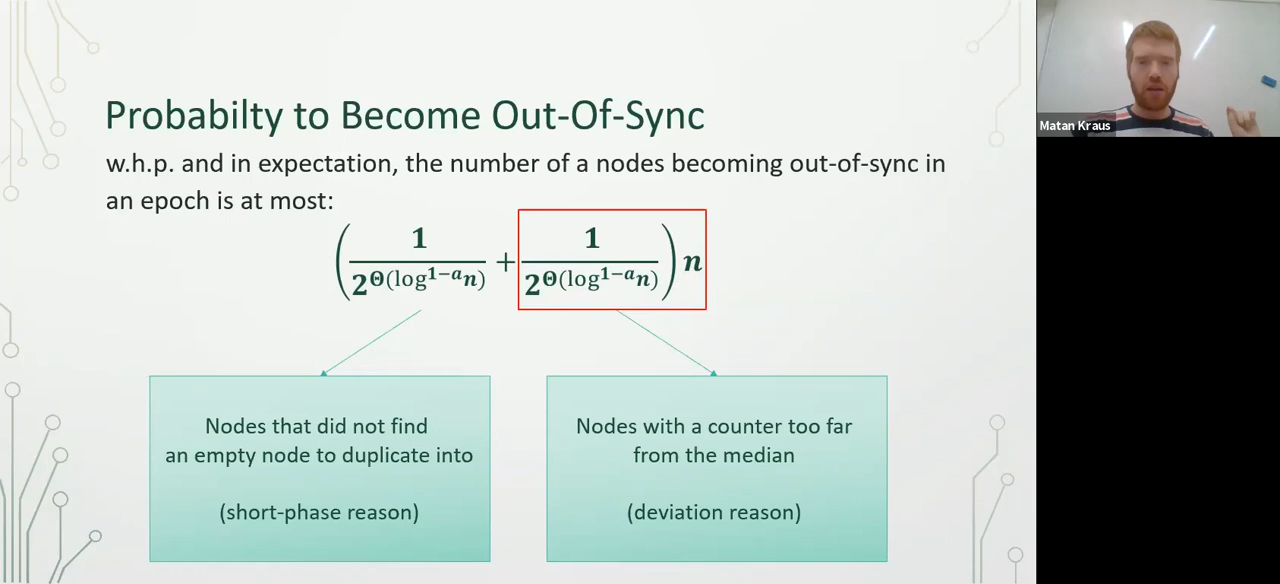 Probabilty to Become Out-Of-Sync
w.h.p. and in expectation, the number of a nodes becoming out-of-sync in
an epoch is at most:
(1/2^Θ(log^1−a n) + 1/2^Θ(log^1−a n)) n
Nodes that did not find
an empty node to duplicate into
(short-phase reason)
Nodes with a counter too far
from the median
(deviation reason)
Matan Kraus